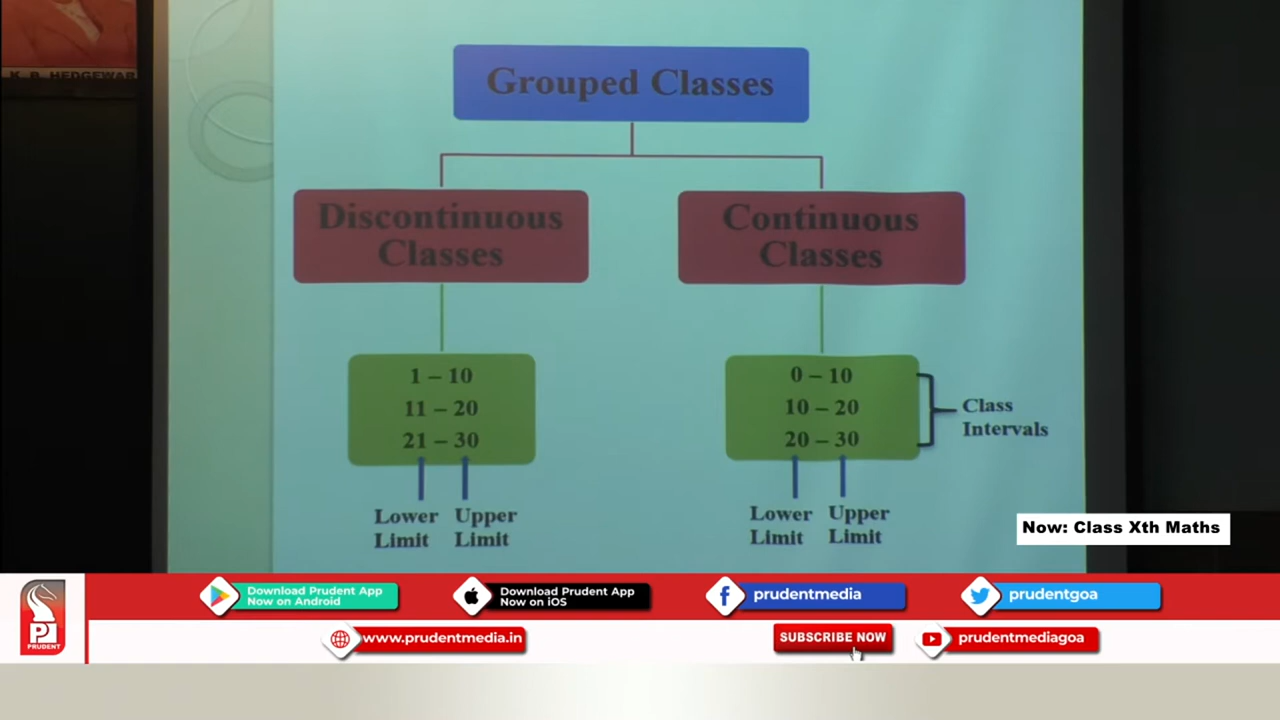 K. B. HEDGEWAR
Grouped Classes
Discontinuous
Classes
Continuous
Classes
1 – 10
11 – 20
21 – 30
0 – 10
10 – 20
20 – 30
Class
Intervals
Lower
Limit
Upper
Limit
Lower
Limit
Upper
Limit
Now: Class Xth Maths
Download Prudent App
Now on Android
Download Prudent App
Now on iOS
prudentmedia
prudentgoa
PRUDENT
www.prudentmedia.in
SUBSCRIBE NOW
prudentmediagoa